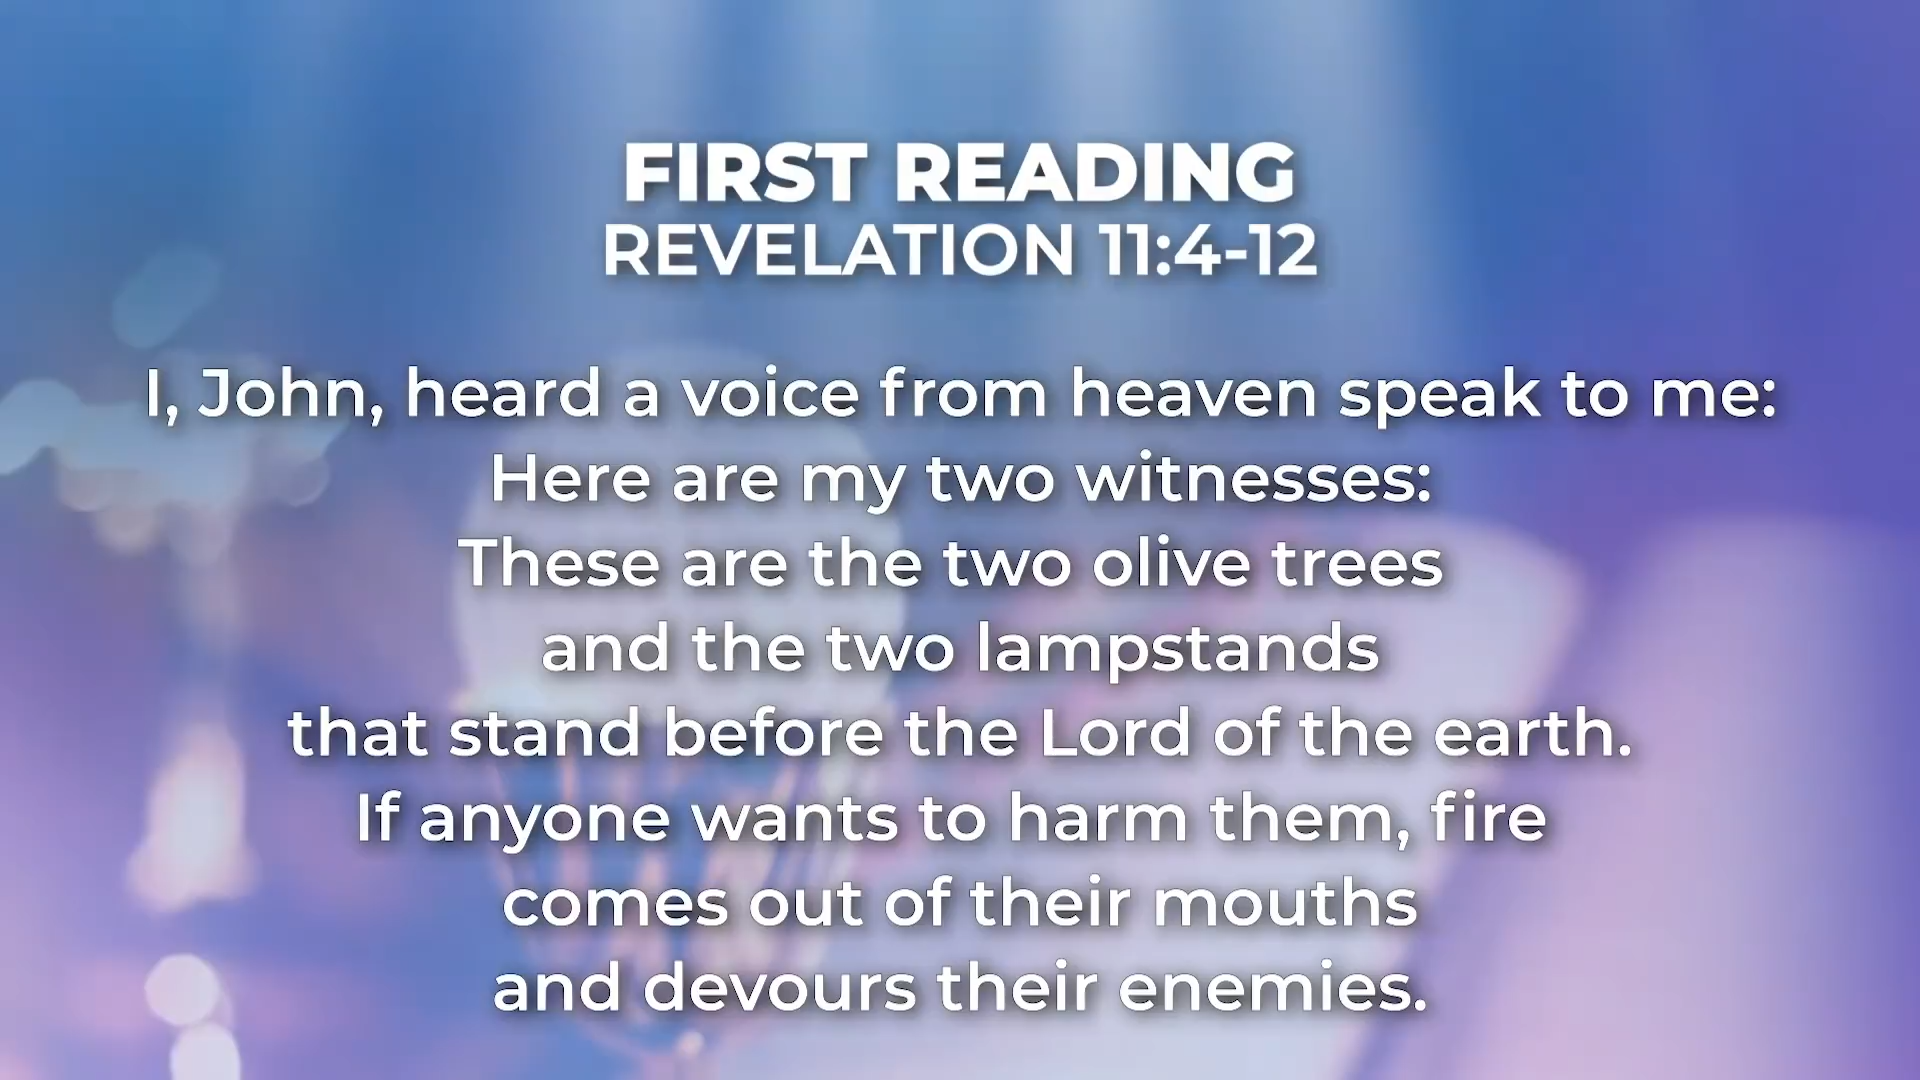 FIRST READING
REVELATION 11:4-12
I, John, heard a voice from heaven speak to me:
Here are my two witnesses:
These are the two olive trees
and the two lampstands
that stand before the Lord of the earth.
If anyone wants to harm them, fire
comes out of their mouths
and devours their enemies.